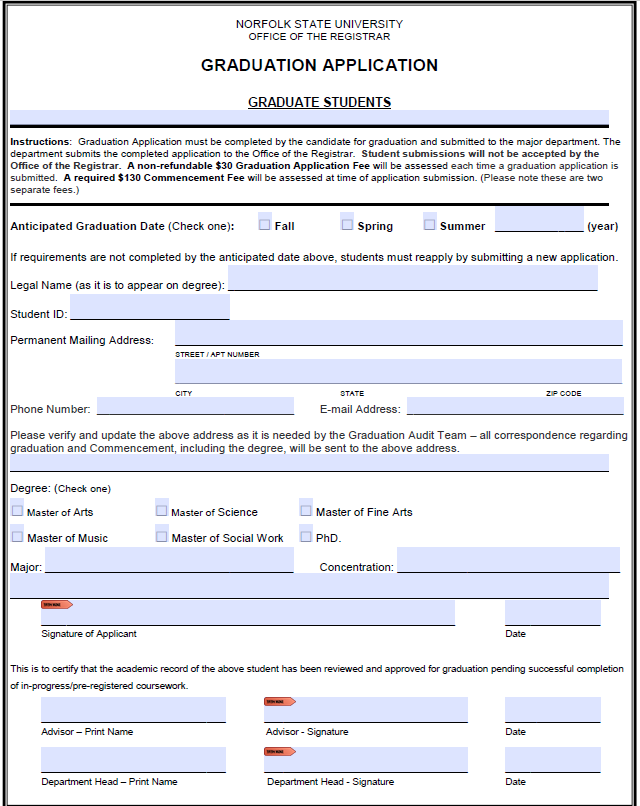 NORFOLK STATE UNIVERSITY
OFFICE OF THE REGISTRAR
GRADUATION APPLICATION
GRADUATE STUDENTS
Instructions: Graduation Application must be completed by the candidate for graduation and submitted to the major department. The
department submits the completed application to the Office of the Registrar. Student submissions will not be accepted by the
Office of the Registrar. A non-refundable $30 Graduation Application Fee will be assessed each time a graduation application is
submitted. A required $130 Commencement Fee will be assessed at time of application submission. (Please note these are two
separate fees.)
Anticipated Graduation Date (Check one): Fall Spring Summer (year)
If requirements are not completed by the anticipated date above, students must reapply by submitting a new application.
Legal Name (as it is to appear on degree):
Student ID:
Permanent Mailing Address:
STREET / APT NUMBER
CITY STATE ZIP CODE
Phone Number: E-mail Address:
Please verify and update the above address as it is needed by the Graduation Audit Team – all correspondence regarding
graduation and Commencement, including the degree, will be sent to the above address.
Degree: (Check one)
Master of Arts Master of Science Master of Fine Arts
Master of Music Master of Social Work PhD.
Major: Concentration:
Signature of Applicant Date
This is to certify that the academic record of the above student has been reviewed and approved for graduation pending successful completion
of in-progress/pre-registered coursework.
Advisor – Print Name Advisor - Signature Date
Department Head – Print Name Department Head - Signature Date